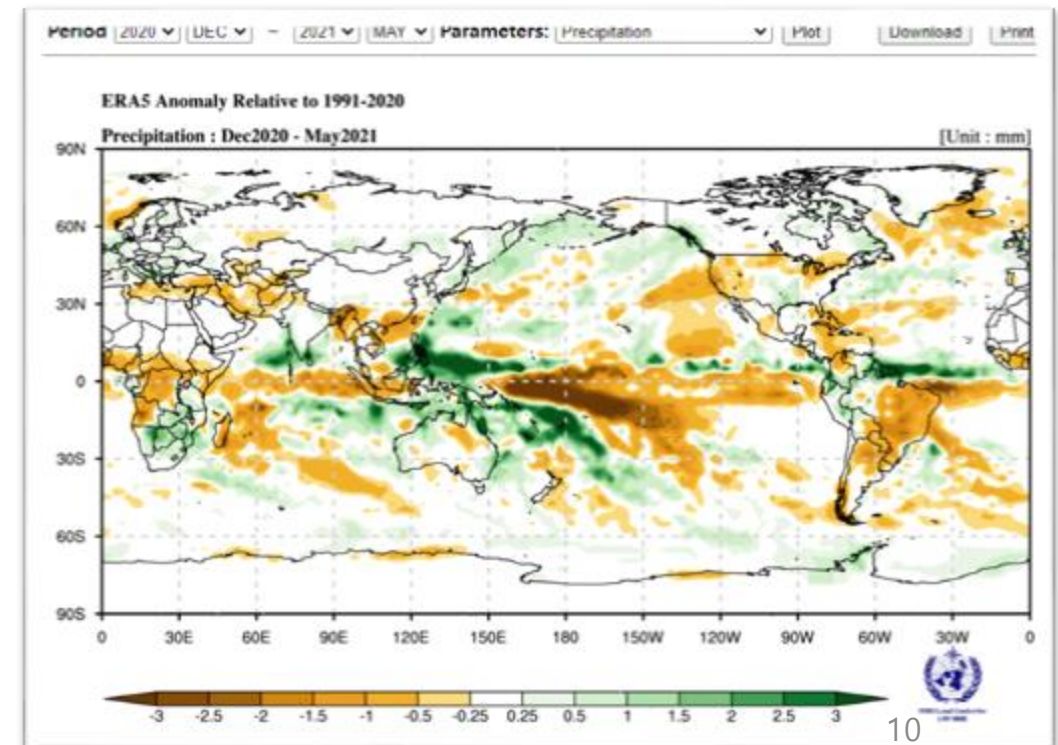 Period 2020 DEC ~ 2021 MAY Parameters: Precipitation Plot Download Print
ERA5 Anomaly Relative to 1991-2020
Precipitation : Dec2020 - May2021 [Unit : mm]
90N
60N
30N
0
30S
60S
90S
0 30E 60E 90E 120E 150E 180 150W 120W 90W 60W 30W 0
-3 -2.5 -2 -1.5 -1 -0.5 -0.25 0.25 0.5 1 1.5 2 2.5 3
10